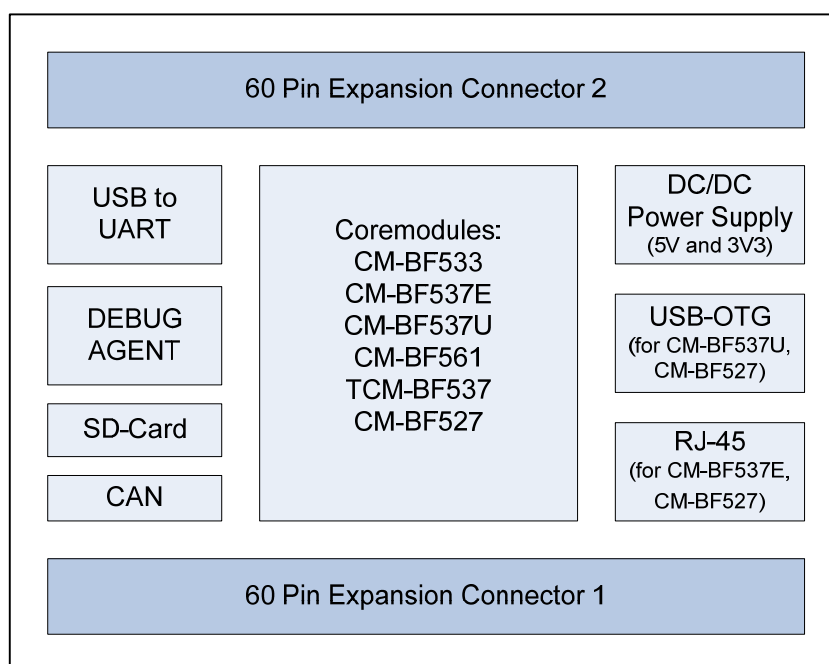 60 Pin Expansion Connector 2
USB to
UART
DEBUG
AGENT
SD-Card
CAN
Coremodules:
CM-BF533
CM-BF537E
CM-BF537U
CM-BF561
TCM-BF537
CM-BF527
DC/DC
Power Supply
(5V and 3V3)
USB-OTG
(for CM-BF537U,
CM-BF527)
RJ-45
(for CM-BF537E,
CM-BF527)
60 Pin Expansion Connector 1